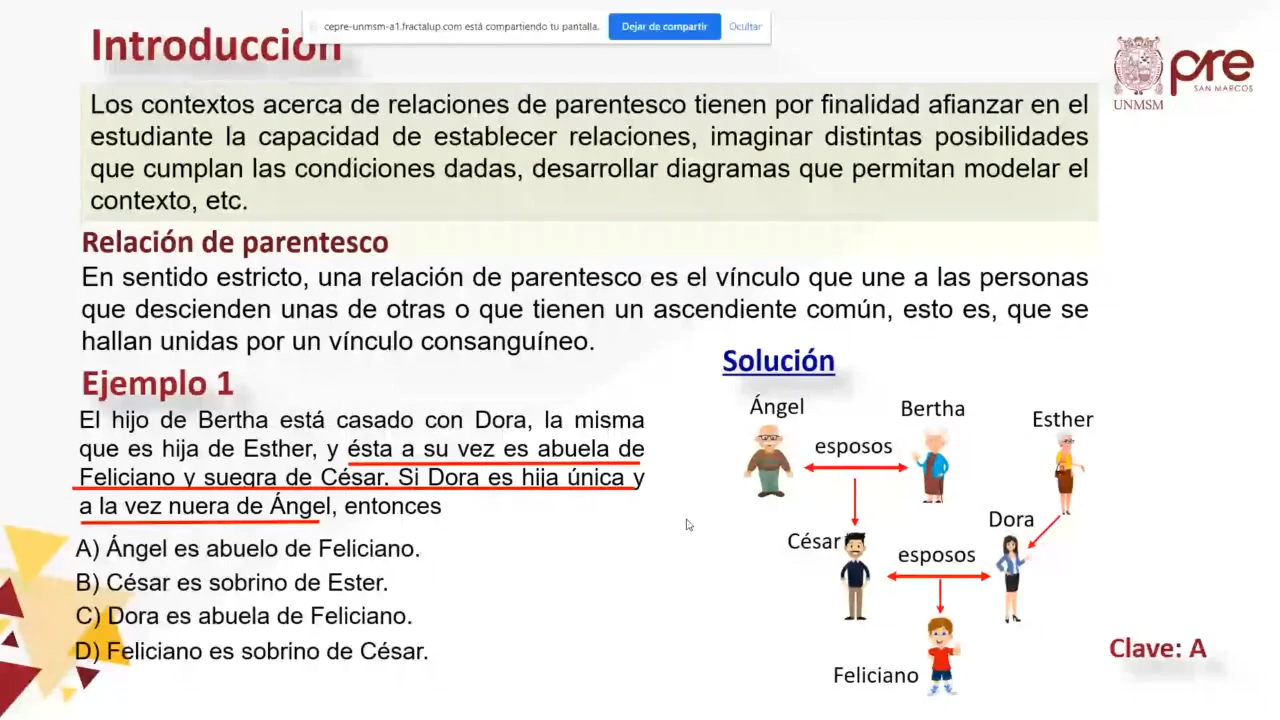 cepre-unmsm-a1.fractalup.com está compartiendo tu pantalla.
Dejar de compartir
Ocultar
Introducción
pre
SAN MARCOS
UNMSM
Los contextos acerca de relaciones de parentesco tienen por finalidad afianzar en el
estudiante la capacidad de establecer relaciones, imaginar distintas posibilidades
que cumplan las condiciones dadas, desarrollar diagramas que permitan modelar el
contexto, etc.
Relación de parentesco
En sentido estricto, una relación de parentesco es el vínculo que une a las personas
que descienden unas de otras o que tienen un ascendiente común, esto es, que se
hallan unidas por un vínculo consanguíneo.
Ejemplo 1
El hijo de Bertha está casado con Dora, la misma
que es hija de Esther, y ésta a su vez es abuela de
Feliciano y suegra de César. Si Dora es hija única y
a la vez nuera de Ángel, entonces
A) Ángel es abuelo de Feliciano.
B) César es sobrino de Ester.
C) Dora es abuela de Feliciano.
D) Feliciano es sobrino de César.
Solución
Ángel
Bertha
Esther
esposos
Dora
César
esposos
Feliciano
Clave: A